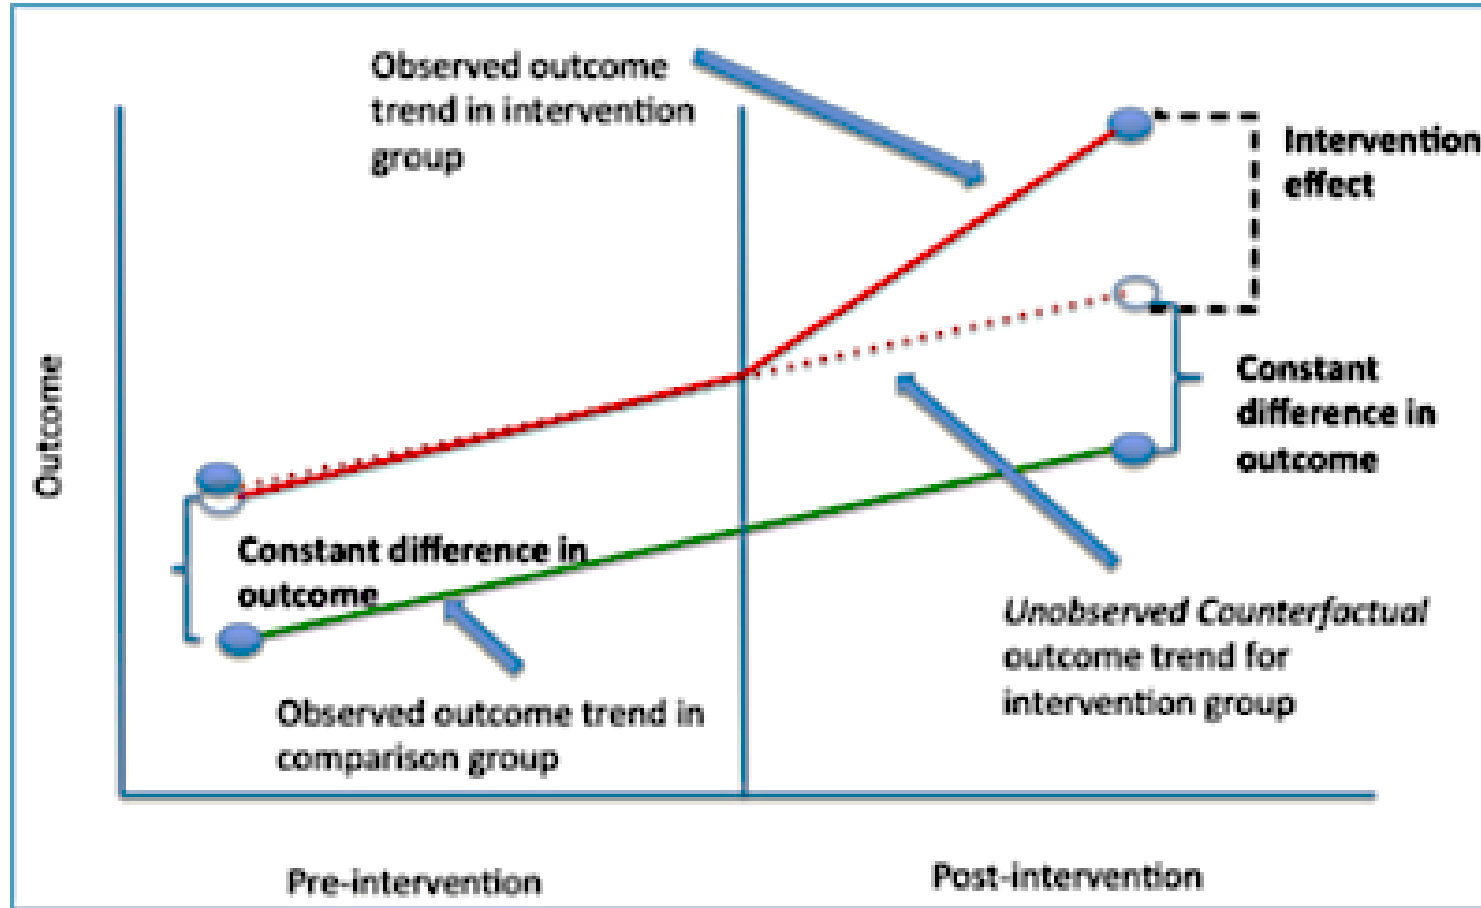 Observed outcome
trend in intervention
group
Intervention
effect
Outcome
Constant
difference in
outcome
Constant difference in
outcome
Unobserved Counterfactual
outcome trend for
intervention group
Observed outcome trend in
comparison group
Pre-intervention
Post-intervention